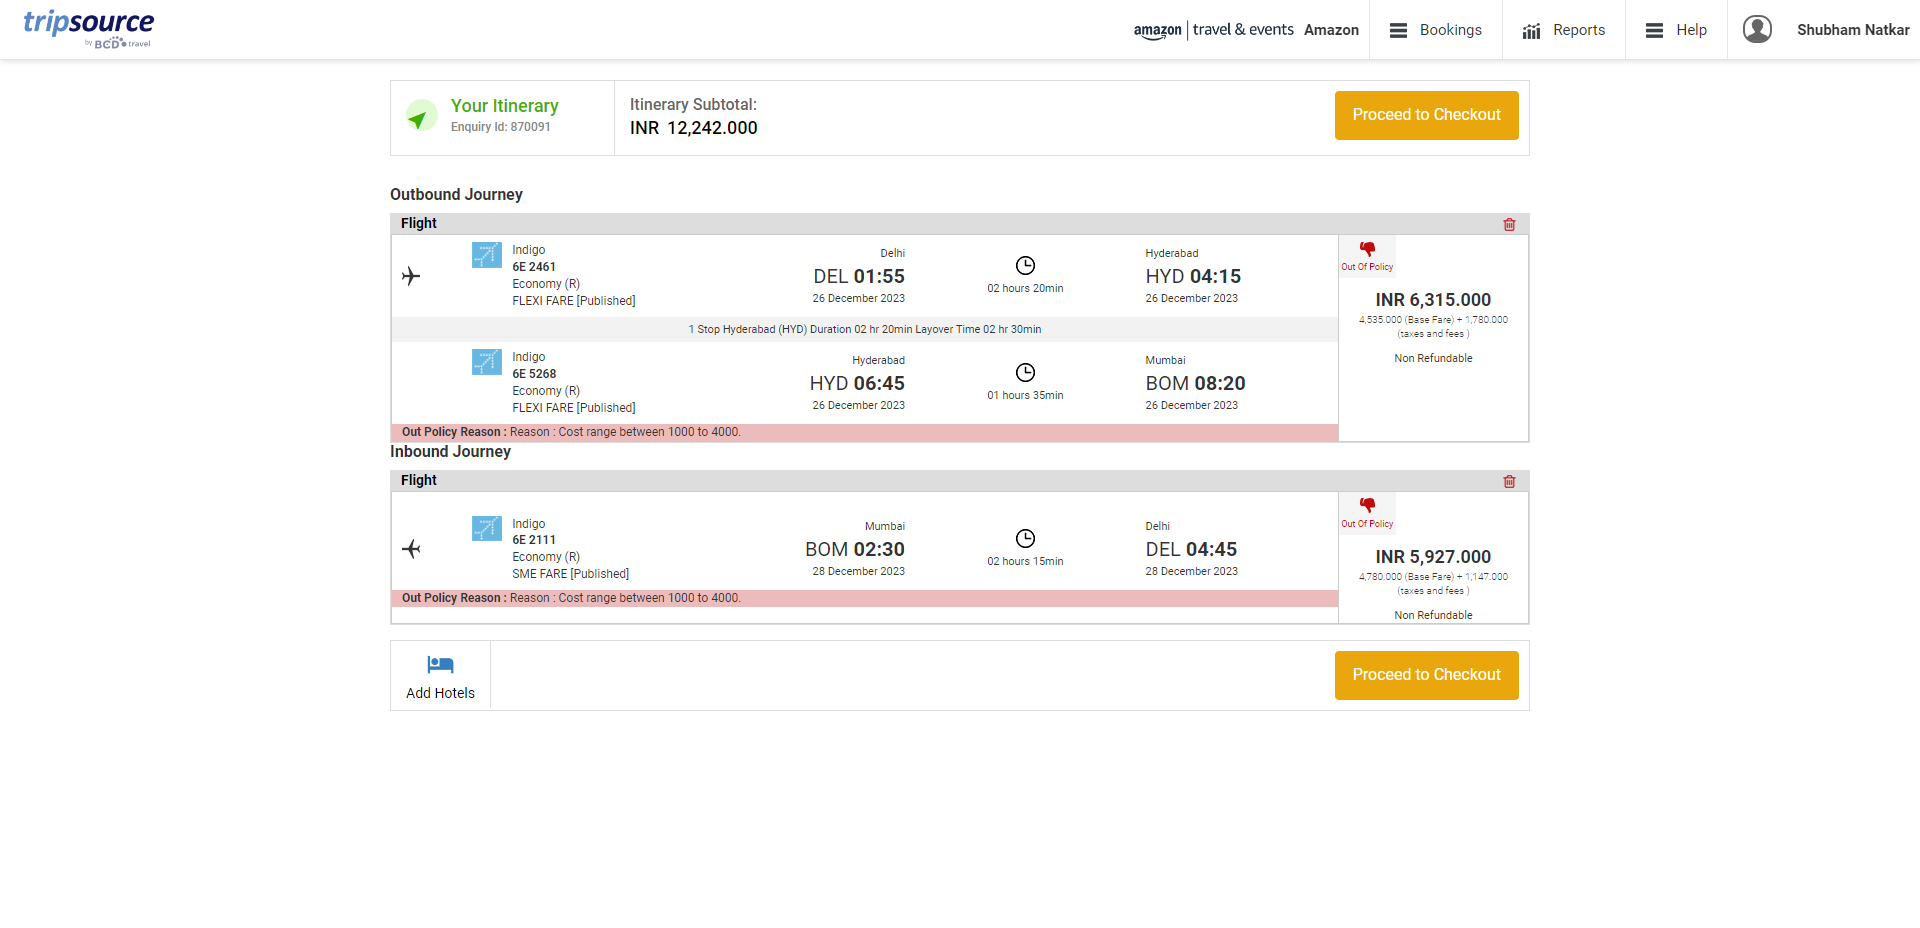 tripsource
by BCD travel
amazon | travel & events Amazon
Bookings
Reports
Help
Shubham Natkar
Your Itinerary
Enquiry Id: 870091
Itinerary Subtotal:
INR 12,242.000
Proceed to Checkout
Outbound Journey
Flight
Indigo
6E 2461
Economy (R)
FLEXI FARE [Published]
Delhi
DEL 01:55
26 December 2023
02 hours 20min
Hyderabad
HYD 04:15
26 December 2023
Out Of Policy
INR 6,315.000
4,535.000 (Base Fare) + 1,780.000
(taxes and fees )
Non Refundable
1 Stop Hyderabad (HYD) Duration 02 hr 20min Layover Time 02 hr 30min
Indigo
6E 5268
Economy (R)
FLEXI FARE [Published]
Hyderabad
HYD 06:45
26 December 2023
01 hours 35min
Mumbai
BOM 08:20
26 December 2023
Out Policy Reason : Reason : Cost range between 1000 to 4000.
Inbound Journey
Flight
Indigo
6E 2111
Economy (R)
SME FARE [Published]
Mumbai
BOM 02:30
28 December 2023
02 hours 15min
Delhi
DEL 04:45
28 December 2023
Out Of Policy
INR 5,927.000
4,780.000 (Base Fare) + 1,147.000
(taxes and fees )
Non Refundable
Out Policy Reason : Reason : Cost range between 1000 to 4000.
Add Hotels
Proceed to Checkout